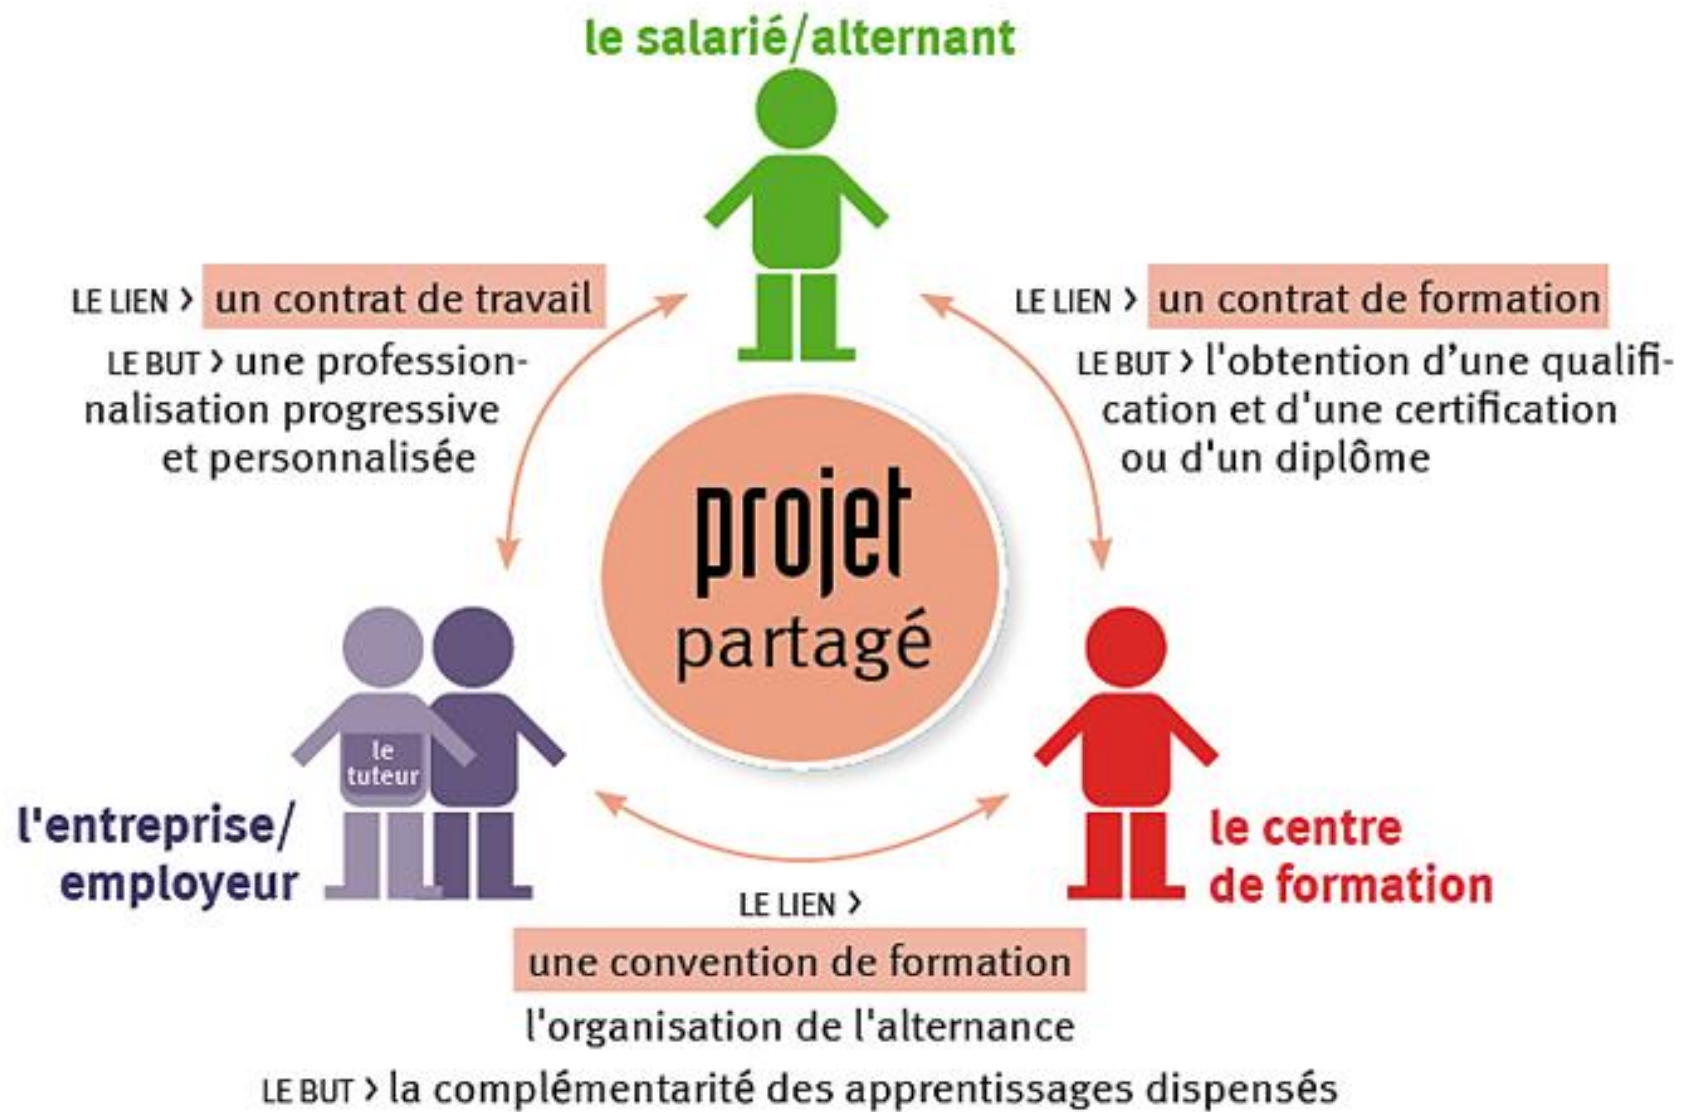 le salarié/alternant
LE LIEN > un contrat de travail
LE BUT > une profession-
nalisation progressive
et personnalisée
LE LIEN > un contrat de formation
LE BUT > l'obtention d’une qualifi-
cation et d'une certification
ou d'un diplôme
projet
partagé
le
tuteur
l'entreprise/
employeur
le centre
de formation
LE LIEN >
une convention de formation
l'organisation de l'alternance
LE BUT > la complémentarité des apprentissages dispensés